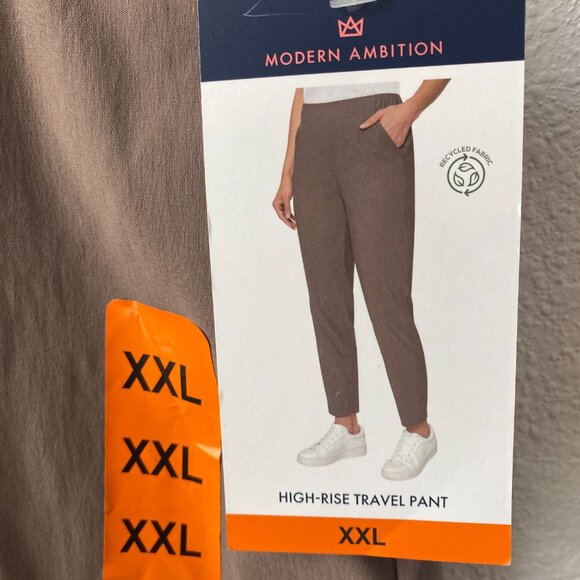 MODERN AMBITION
RECYCLED FABRIC
XXL
XXL
XXL
HIGH-RISE TRAVEL PANT
XXL